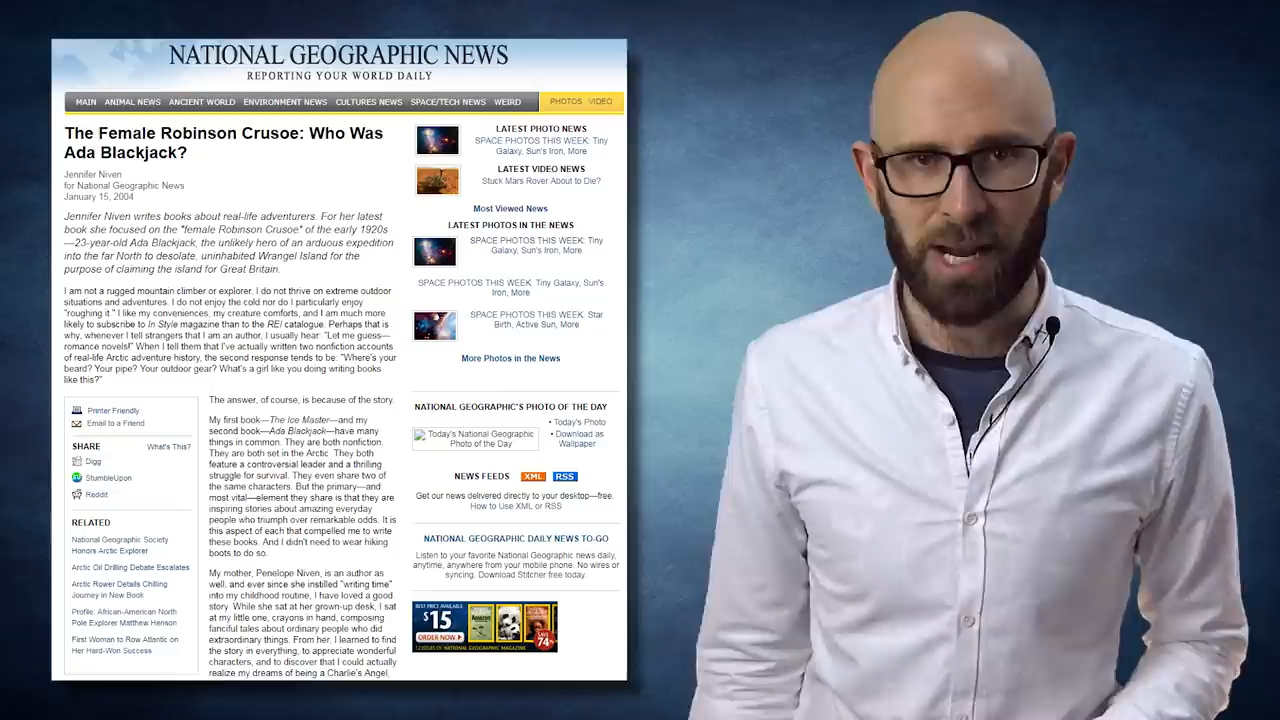 NATIONAL GEOGRAPHIC NEWS
REPORTING YOUR WORLD DAILY
MAIN ANIMAL NEWS ANCIENT WORLD ENVIRONMENT NEWS CULTURES NEWS SPACE/TECH NEWS WEIRD PHOTOS VIDEO
The Female Robinson Crusoe: Who Was
Ada Blackjack?
Jennifer Niven
for National Geographic News
January 15, 2004
Jennifer Niven writes books about real-life adventurers. For her latest
book she focused on the "female Robinson Crusoe" of the early 1920s
—23-year-old Ada Blackjack, the unlikely hero of an arduous expedition
into the far North to desolate, uninhabited Wrangel Island for the
purpose of claiming the island for Great Britain.
I am not a rugged mountain climber or explorer. I do not thrive on extreme outdoor
situations and adventures. I do not enjoy the cold nor do I particularly enjoy
"roughing it." I like my conveniences, my creature comforts, and I am much more
likely to subscribe to In Style magazine than to the REI catalogue. Perhaps that is
why, whenever I tell strangers that I am an author, I usually hear: "Let me guess—
romance novels!" When I tell them that I've actually written two nonfiction accounts
of real-life Arctic adventure history, the second response tends to be: "Where's your
beard? Your pipe? Your outdoor gear? What's a girl like you doing writing books
like this?"
Printer Friendly
Email to a Friend
SHARE What's This?
Digg
StumbleUpon
Reddit
RELATED
National Geographic Society
Honors Arctic Explorer
Arctic Oil Drilling Debate Escalates
Arctic Rower Details Chilling
Journey in New Book
Profile: African-American North
Pole Explorer Matthew Henson
First Woman to Row Atlantic on
Her Hard-Won Success
The answer, of course, is because of the story.
My first book—The Ice Master—and my
second book—Ada Blackjack—have many
things in common. They are both nonfiction.
They are both set in the Arctic. They both
feature a controversial leader and a thrilling
struggle for survival. They even share two of
the same characters. But the primary—and
most vital—element they share is that they are
inspiring stories about amazing everyday
people who triumph over remarkable odds. It is
this aspect of each that compelled me to write
these books. And I didn't need to wear hiking
boots to do so.
My mother, Penelope Niven, is an author as
well, and ever since she instilled "writing time"
into my childhood routine, I have loved a good
story. While she sat at her grown-up desk, I sat
at my little one, crayons in hand, composing
fanciful tales about ordinary people who did
extraordinary things. From her, I learned to find
the story in everything, to appreciate wonderful
characters, and to discover that I could actually
realize my dreams of being a Charlie's Angel,
LATEST PHOTO NEWS
SPACE PHOTOS THIS WEEK: Tiny
Galaxy, Sun's Iron, More
LATEST VIDEO NEWS
Stuck Mars Rover About to Die?
Most Viewed News
LATEST PHOTOS IN THE NEWS
SPACE PHOTOS THIS WEEK: Tiny
Galaxy, Sun's Iron, More
SPACE PHOTOS THIS WEEK: Tiny Galaxy, Sun's
Iron, More
SPACE PHOTOS THIS WEEK: Star
Birth, Active Sun, More
More Photos in the News
NATIONAL GEOGRAPHIC'S PHOTO OF THE DAY
Today's National Geographic
Photo of the Day
• Today's Photo
• Download as
Wallpaper
NEWS FEEDS XML RSS
Get our news delivered directly to your desktop—free.
How to Use XML or RSS
NATIONAL GEOGRAPHIC DAILY NEWS TO-GO
Listen to your favorite National Geographic news daily,
anytime, anywhere from your mobile phone. No wires or
syncing. Download Stitcher free today.
BEST PRICE AVAILABLE
$15
ORDER NOW
SAVE
74%
12 ISSUES OF NATIONAL GEOGRAPHIC MAGAZINE